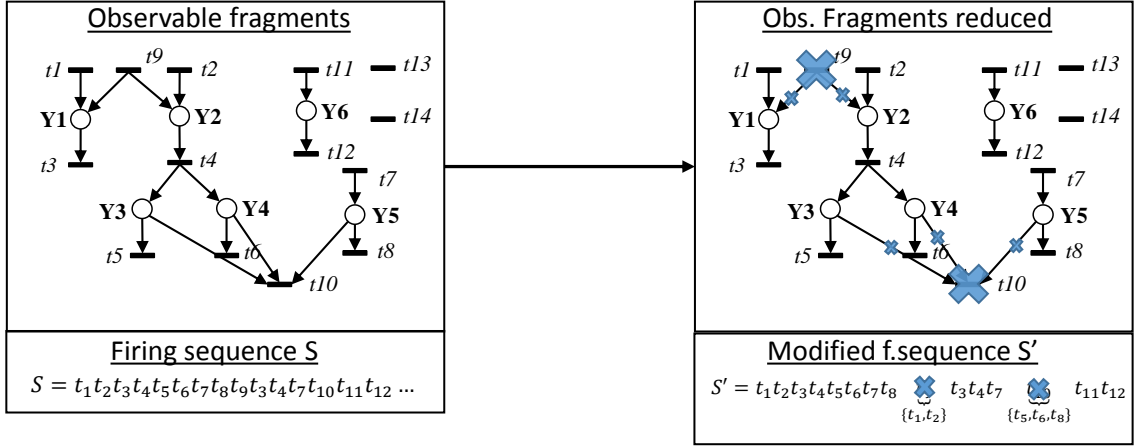 Observable fragments
t1 t9 t2 t11 t13
Y1 Y2 Y6 t14
t3 t4 t12
t7
Y3 Y4 Y5
t5 t6 t8
t10
Firing sequence S
S = t₁t₂t₃t₄t₅t₆t₇t₈t₉t₃t₄t₇t₁₀t₁₁t₁₂ …
Obs. Fragments reduced
t1 t9 t2 t11 t13
Y1 Y2 Y6 t14
t3 t4 t12
t7
Y3 Y4 Y5
t5 t6 t8
t10
Modified f.sequence S’
S′ = t₁t₂t₃t₄t₅t₆t₇t₈ t₃t₄t₇ t₁₁t₁₂
{t₁,t₂} {t₅,t₆,t₈}